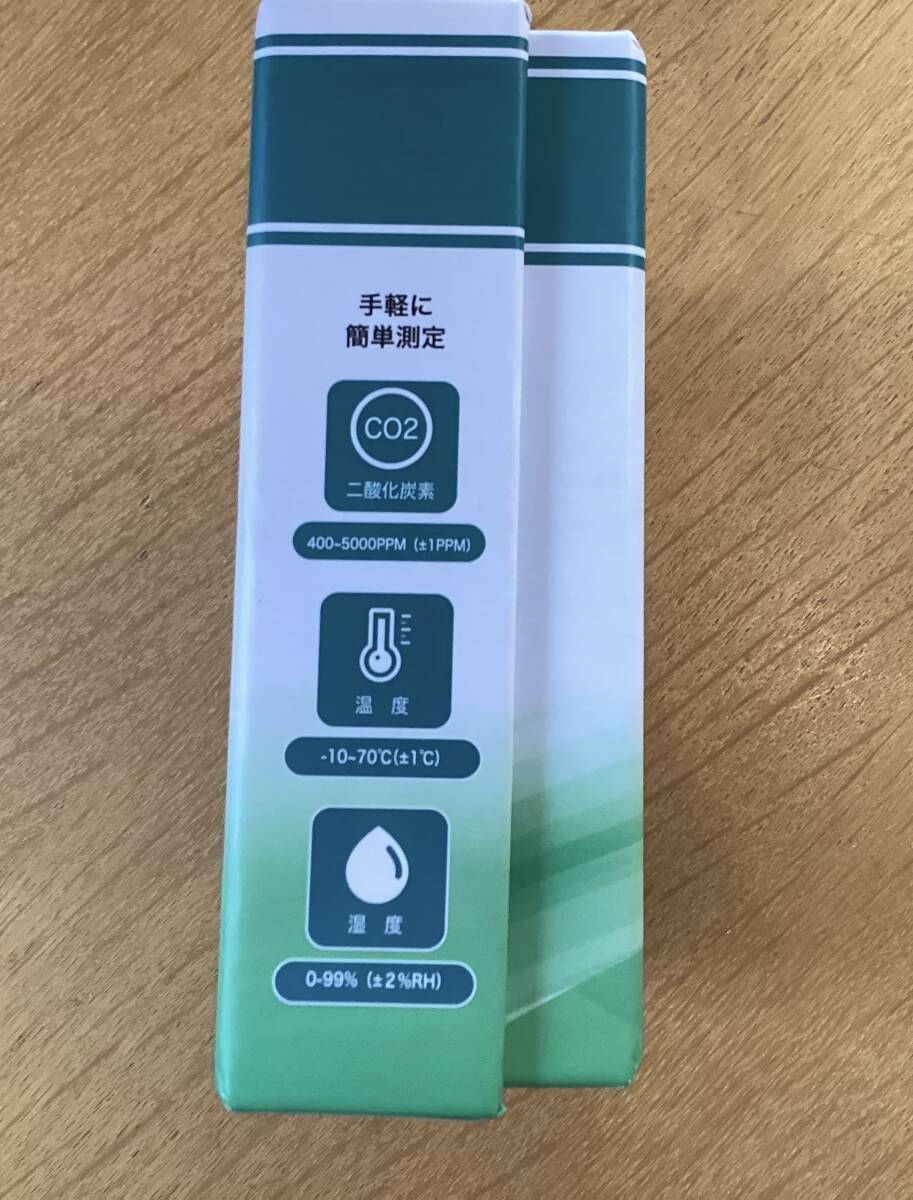 手軽に
簡単測定
CO2
二酸化炭素
400~5000PPM (±1PPM)
温 度
-10~70℃(±1℃)
湿 度
0-99% (±2%RH)